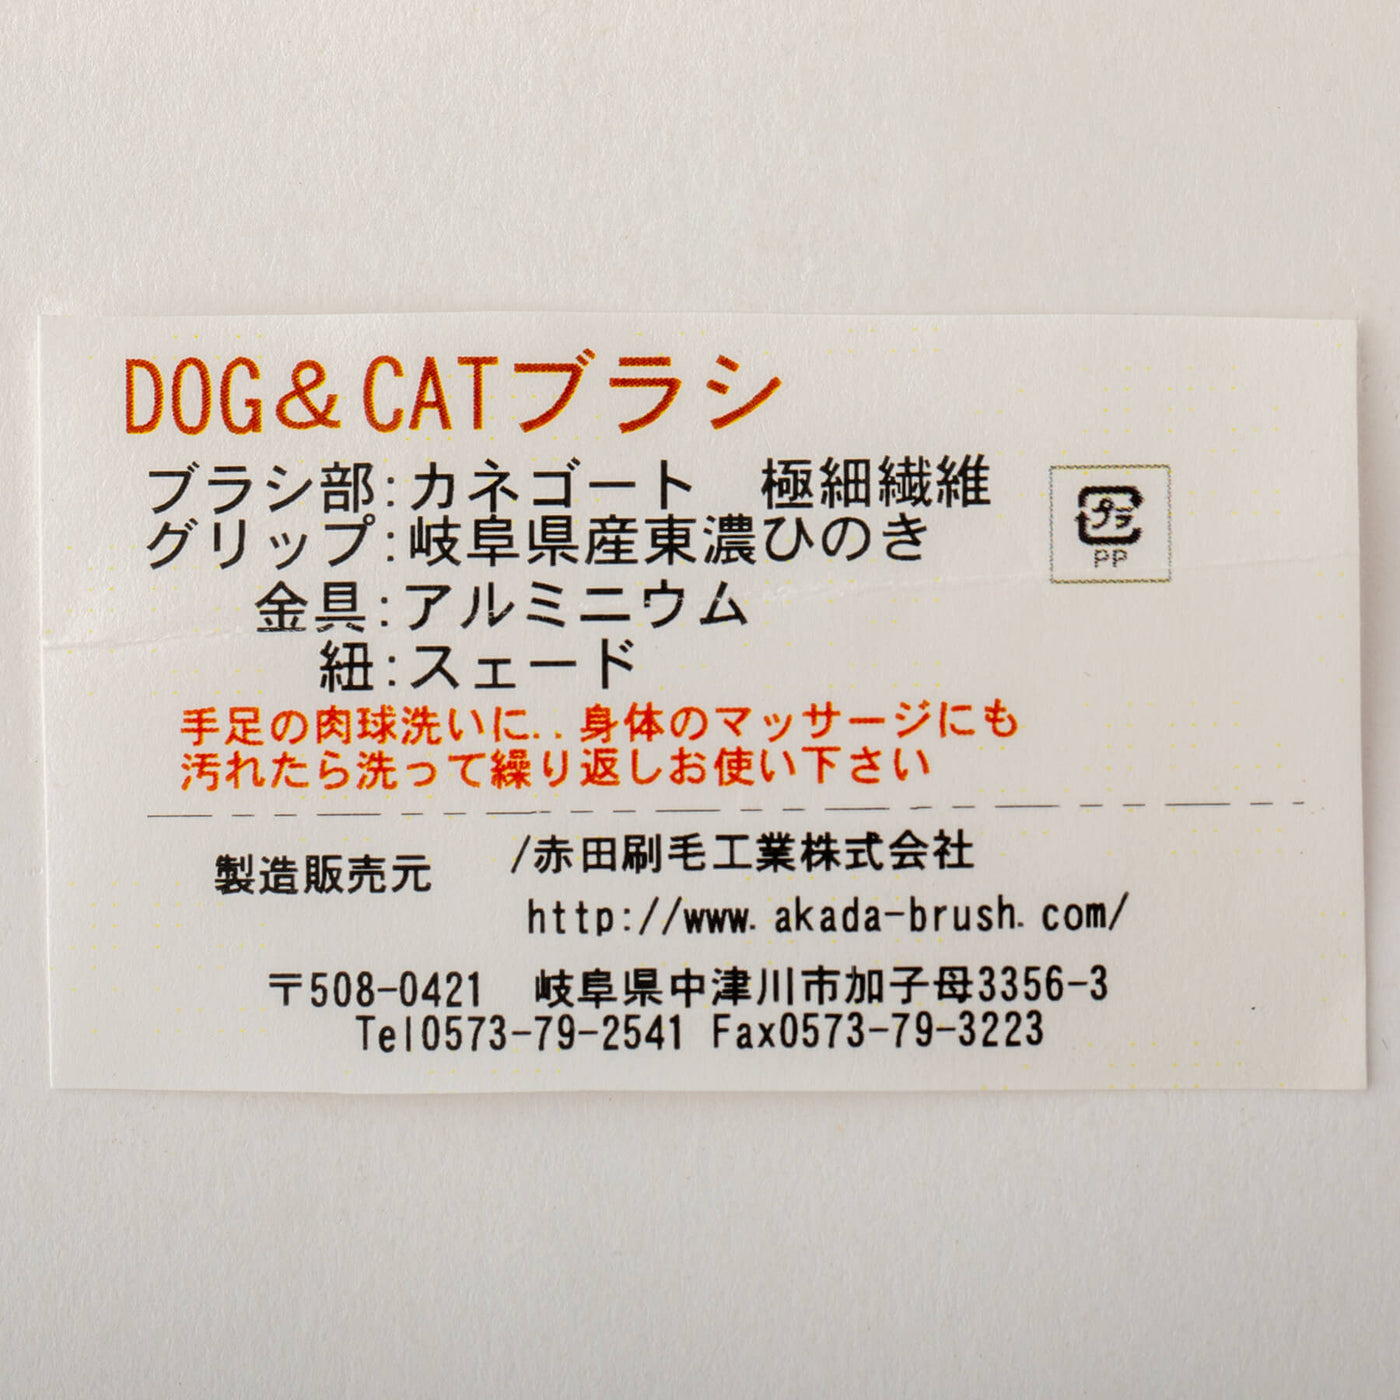 DOG＆CATブラシ
ブラシ部:カネゴート　極細繊維
グリップ:岐阜県産東濃ひのき
金具:アルミニウム
紐:スェード
プラ
PP
手足の肉球洗いに..身体のマッサージにも
汚れたら洗って繰り返しお使い下さい
製造販売元　/赤田刷毛工業株式会社
http://www.akada-brush.com/
〒508-0421　岐阜県中津川市加子母3356-3
Tel0573-79-2541 Fax0573-79-3223